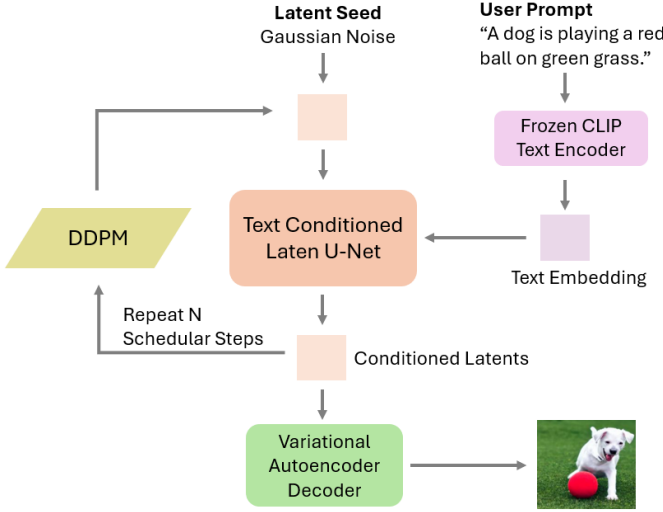 Latent Seed
Gaussian Noise
User Prompt
“A dog is playing a red
ball on green grass.”
Frozen CLIP
Text Encoder
DDPM
Text Conditioned
Laten U-Net
Text Embedding
Repeat N
Schedular Steps
Conditioned Latents
Variational
Autoencoder
Decoder